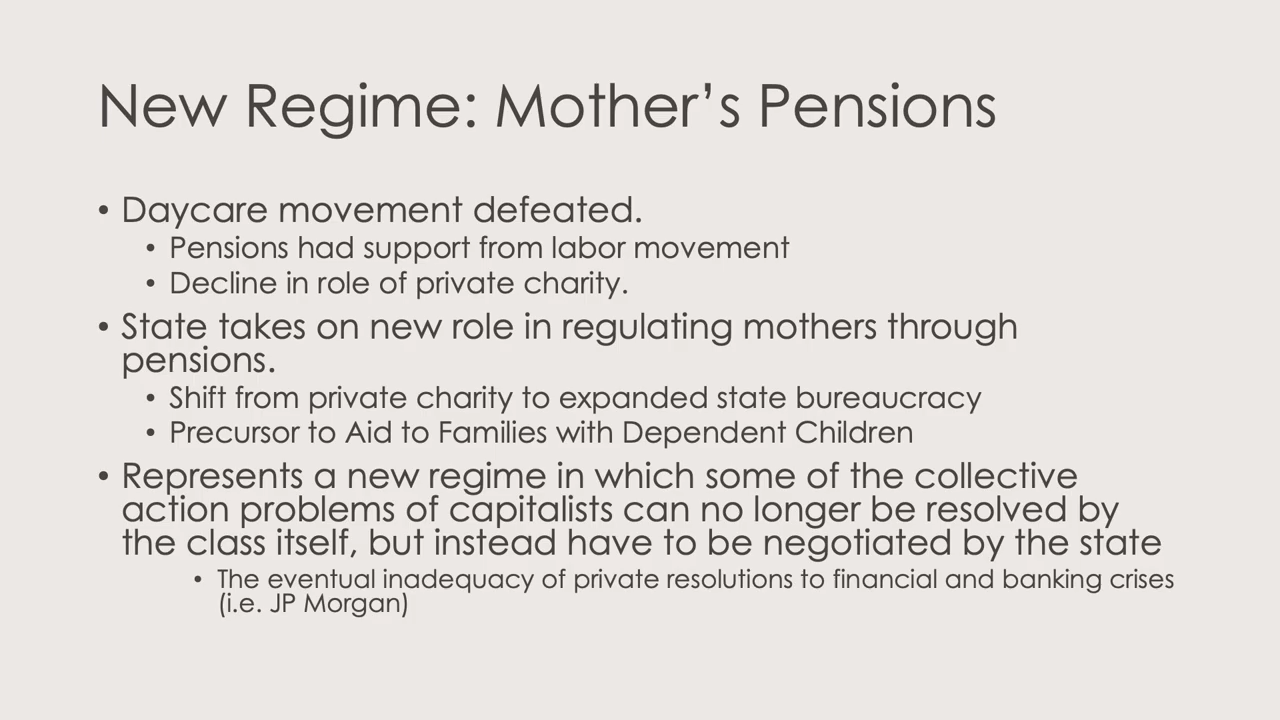 New Regime: Mother’s Pensions
• Daycare movement defeated.
• Pensions had support from labor movement
• Decline in role of private charity.
• State takes on new role in regulating mothers through
pensions.
• Shift from private charity to expanded state bureaucracy
• Precursor to Aid to Families with Dependent Children
• Represents a new regime in which some of the collective
action problems of capitalists can no longer be resolved by
the class itself, but instead have to be negotiated by the state
• The eventual inadequacy of private resolutions to financial and banking crises
(i.e. JP Morgan)